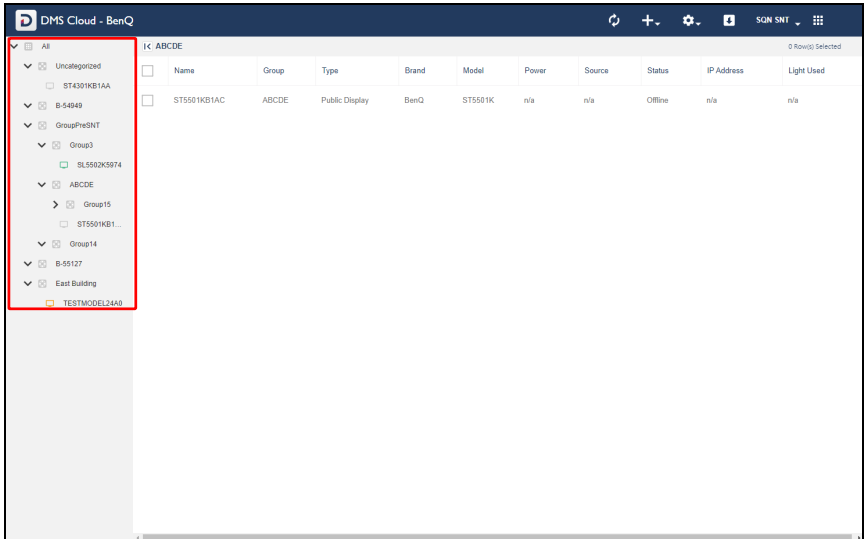 DMS Cloud - BenQ
SQN SNT
All
Uncategorized
ST4301KB1AA
B-54949
GroupPreSNT
Group3
SL5502K5974
ABCDE
Group15
ST5501KB1...
Group14
B-55127
East Building
TESTMODEL24A0
ABCDE 0 Row(s) Selected
Name Group Type Brand Model Power Source Status IP Address Light Used
ST5501KB1AC ABCDE Public Display BenQ ST5501K n/a n/a Offline n/a n/a